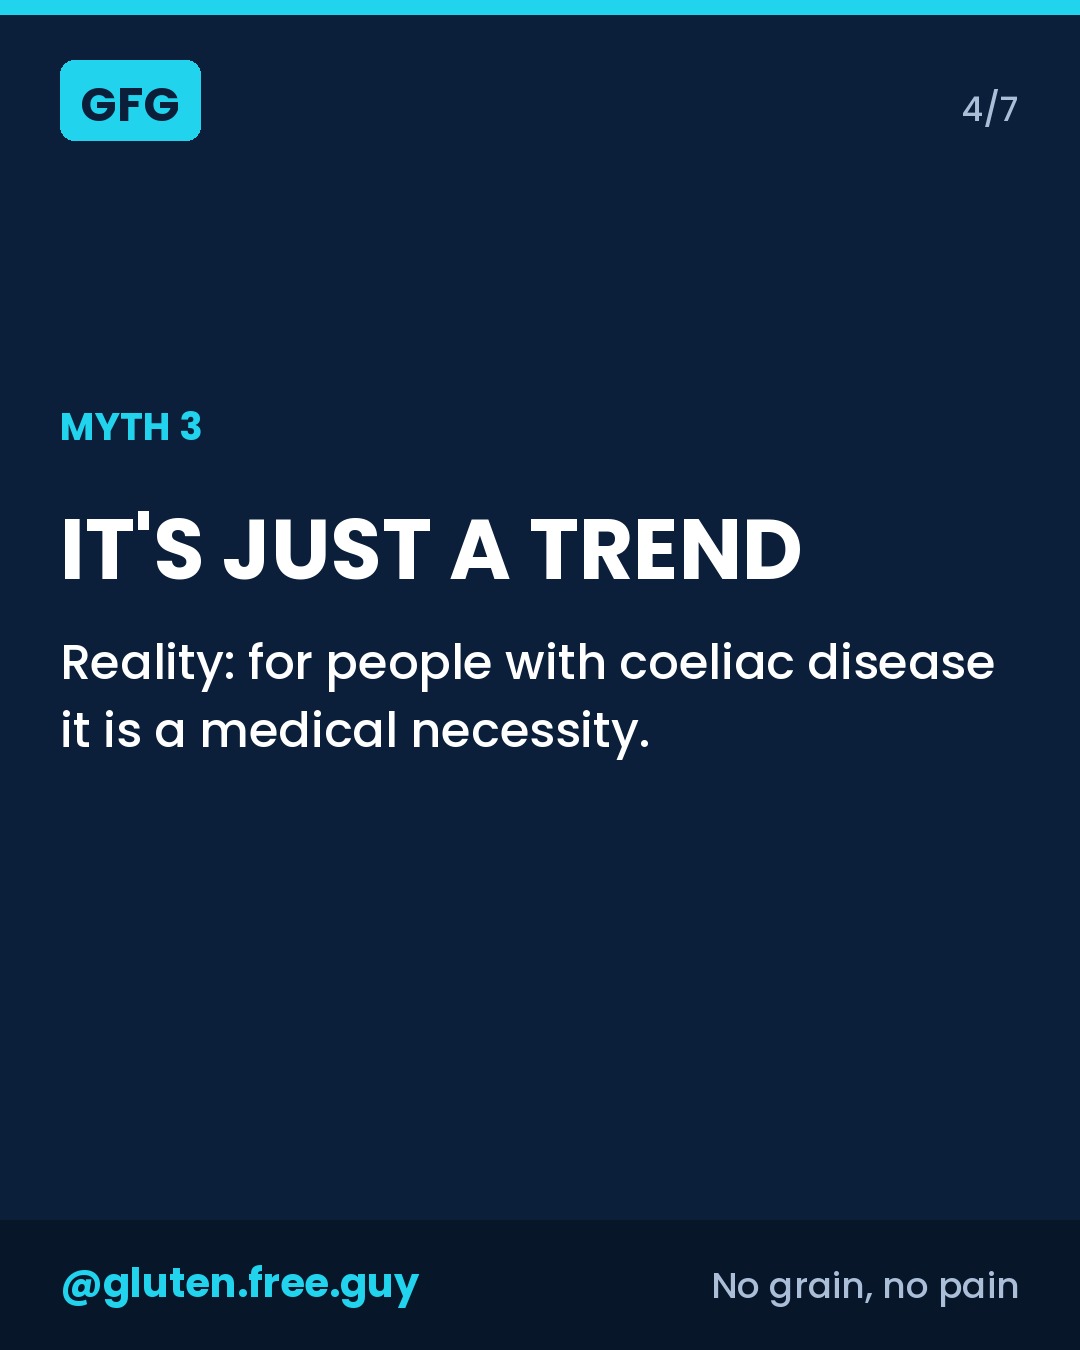 GFG
4/7
MYTH 3
IT'S JUST A TREND
Reality: for people with coeliac disease
it is a medical necessity.
@gluten.free.guy
No grain, no pain